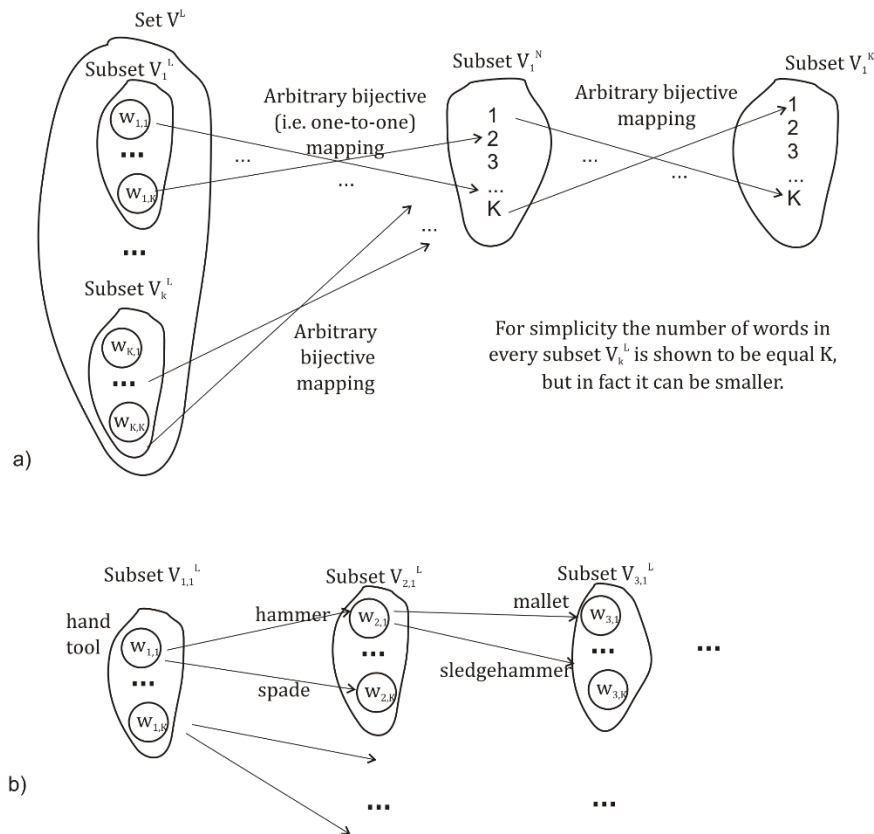 Set V^L
Subset V_1^L
w_1,1
...
w_1,K
...
Subset V_k^L
w_K,1
...
w_K,K
Arbitrary bijective
(i.e. one-to-one)
mapping
...
...
...
Arbitrary
bijective
mapping
Subset V_1^N
1
2
3
...
K
Arbitrary bijective
mapping
...
...
Subset V_1^K
1
2
3
...
K
For simplicity the number of words in
every subset V_k^L is shown to be equal K,
but in fact it can be smaller.
a)
Subset V_1,1^L
hand
tool
w_1,1
...
w_1,K
hammer
spade
Subset V_2,1^L
w_2,1
...
w_2,K
...
...
mallet
sledgehammer
Subset V_3,1^L
w_3,1
...
w_3,K
...
...
b)